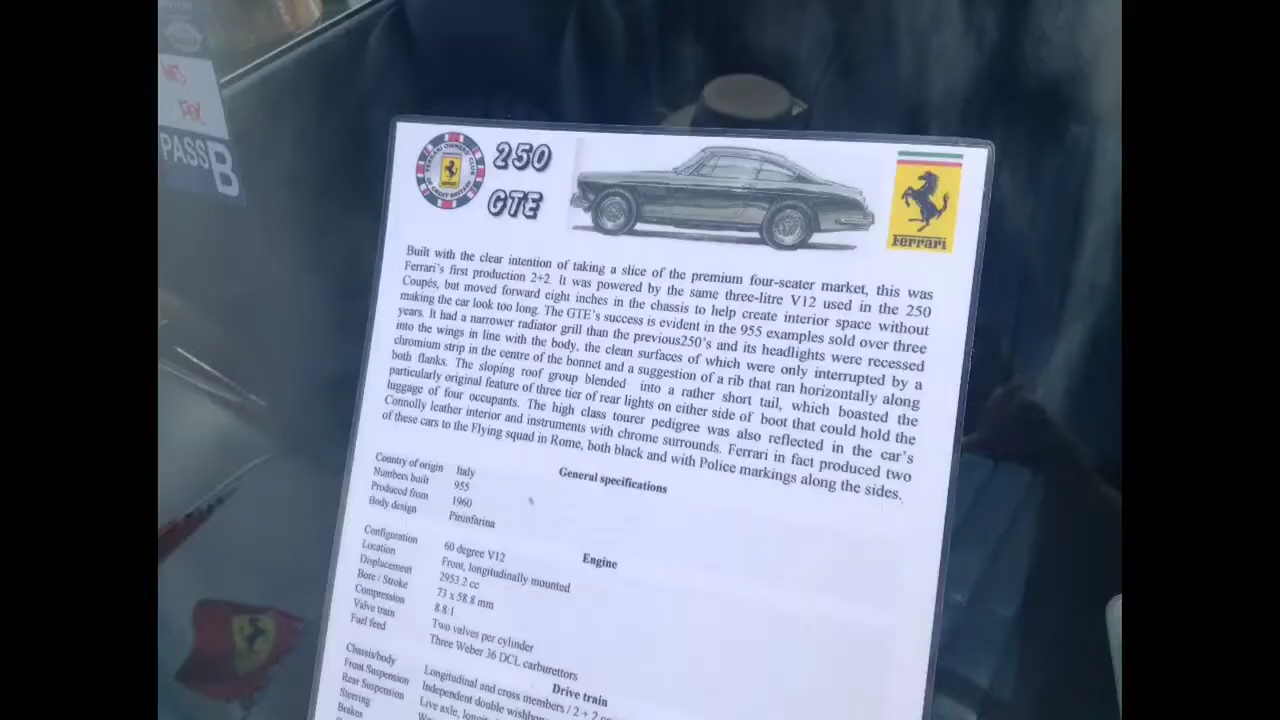 PASS B
FERRARI OWNERS' CLUB
OF GREAT BRITAIN
250
GTE
Ferrari
Built with the clear intention of taking a slice of the premium four-seater market, this was
Ferrari's first production 2+2. It was powered by the same three-litre V12 used in the 250
Coupés, but moved forward eight inches in the chassis to help create interior space without
making the car look too long. The GTE's success is evident in the 955 examples sold over three
years. It had a narrower radiator grill than the previous250's and its headlights were recessed
into the wings in line with the body, the clean surfaces of which were only interrupted by a
chromium strip in the centre of the bonnet and a suggestion of a rib that ran horizontally along
both flanks. The sloping roof group blended into a rather short tail, which boasted the
particularly original feature of three tier of rear lights on either side of boot that could hold the
luggage of four occupants. The high class tourer pedigree was also reflected in the car's
Connolly leather interior and instruments with chrome surrounds. Ferrari in fact produced two
of these cars to the Flying squad in Rome, both black and with Police markings along the sides.
General specifications
Country of origin Italy
Numbers built 955
Produced from 1960
Body design Pininfarina
Engine
Configuration 60 degree V12
Location Front, longitudinally mounted
Displacement 2953.2 cc
Bore / Stroke 73 x 58.8 mm
Compression 8.8:1
Valve train Two valves per cylinder
Fuel feed Three Weber 36 DCL carburettors
Drive train
Chassis/body Longitudinal and cross members / 2 + 2
Front Suspension Independent double
Rear Suspension Live axle,
Steering
Brakes